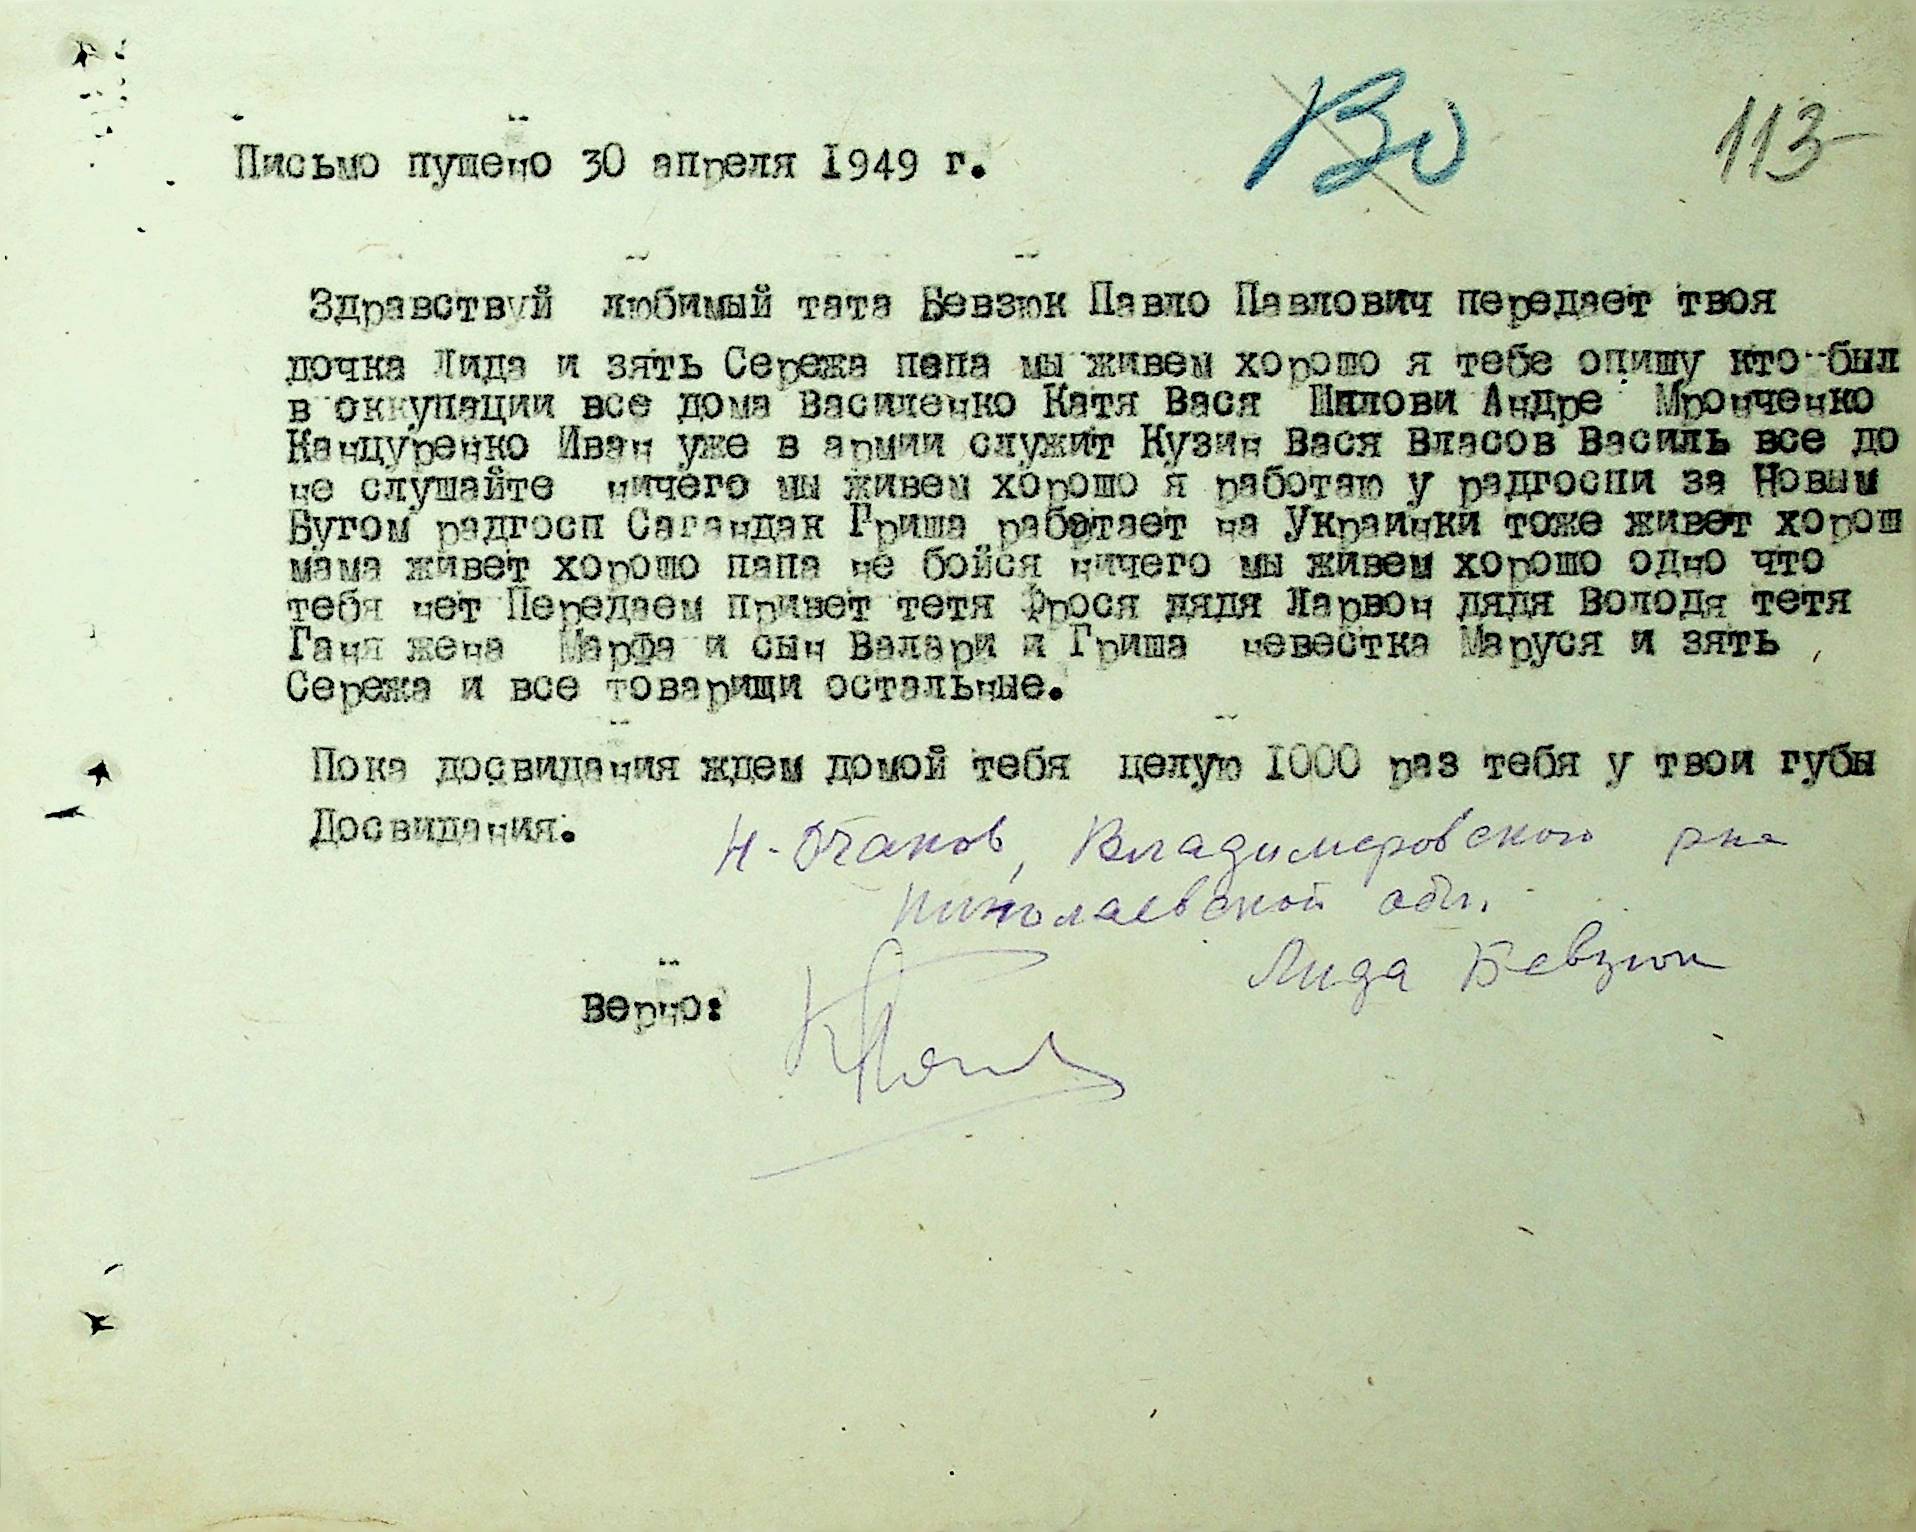 Во
113
Письмо пущено 30 апреля 1949 г.
Здравствуй любимый тата Бевзюк Павло Павлович передает твоя
дочка Лида и зять Сережа папа мы живем хорошо я тебе опишу кто был
в оккупации все дома Василенко Катя Вася Шилови Андре Мронченко
Канцуренко Иван уже в армии служит Кузин Вася Власов Василь все до
не слушайте ничего мы живем хорошо я работаю у радгоспи за Новым
Бугом радгосп Сагандак Гриша работает на Украинки тоже живет хорош
мама живет хорошо папа не бойся ничего мы живем хорошо одно что
тебя нет Передаем привет тетя Фрося дядя Ларвон дядя Володя тетя
Ганя жена Марфа и сын Валари и Гриша невестка Маруся и зять
Сережа и все товарищи остальные.
Пока досвидания ждем домой тебя целую 1000 раз тебя у твои губы
Досвидания.
Н-Очаков, Владимеровского рна
Николаевской обл.
Лида Бевзюк
Верно: